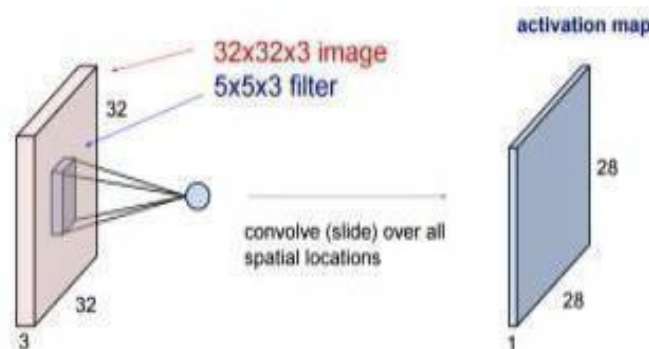 activation map
32x32x3 image
5x5x3 filter
32
28
convolve (slide) over all
spatial locations
32
28
3
1